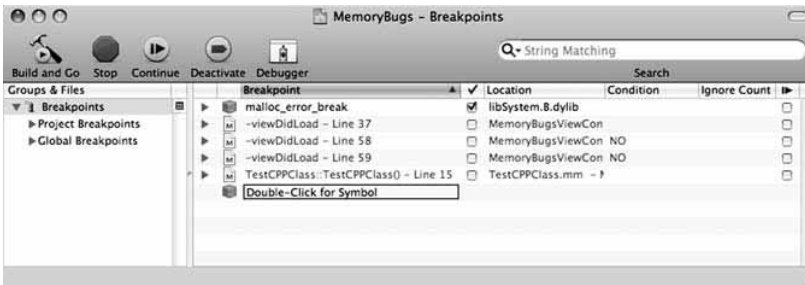 MemoryBugs – Breakpoints
String Matching
Build and Go Stop Continue Deactivate Debugger Search
Groups & Files Breakpoint Location Condition Ignore Count
Breakpoints malloc_error_break libSystem.B.dylib
Project Breakpoints -viewDidLoad – Line 37 MemoryBugsViewCon
Global Breakpoints -viewDidLoad – Line 58 MemoryBugsViewCon NO
-viewDidLoad – Line 59 MemoryBugsViewCon NO
TestCPPClass::TestCPPClass() – Line 15 TestCPPClass.mm –
Double-Click for Symbol